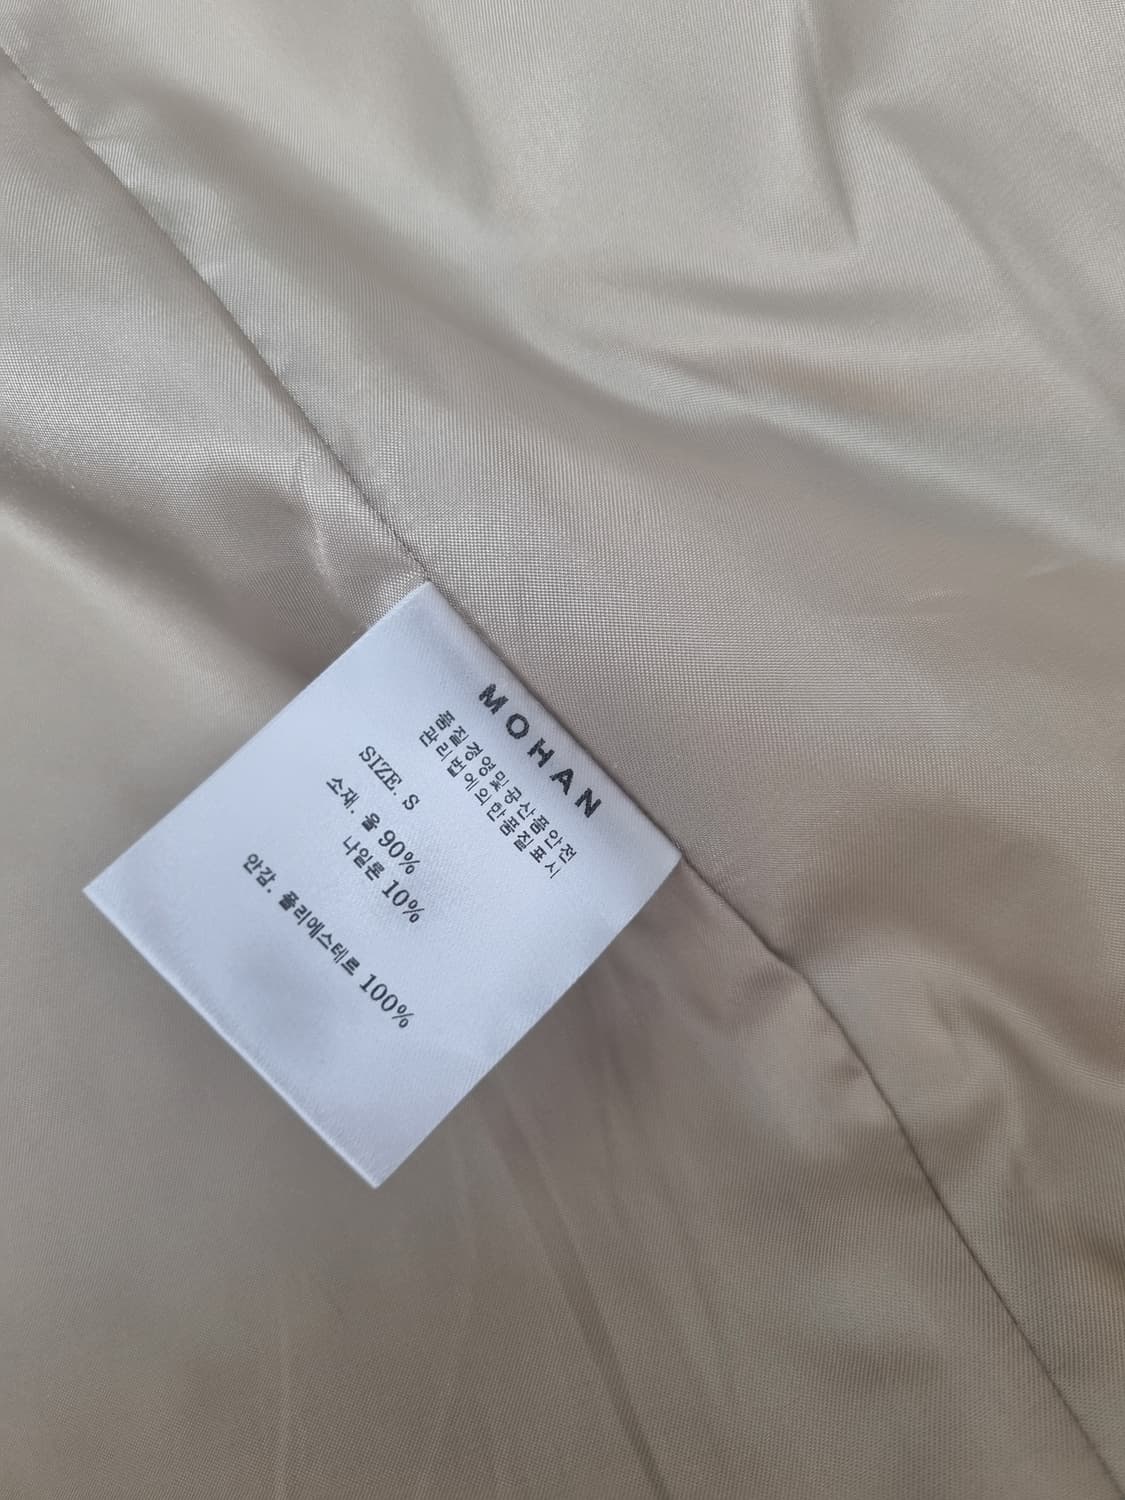 MOHAN
품질경영및공산품안전
관리법에의한품질표시
SIZE. S
소재. 울 90%
나일론 10%
안감. 폴리에스테르 100%